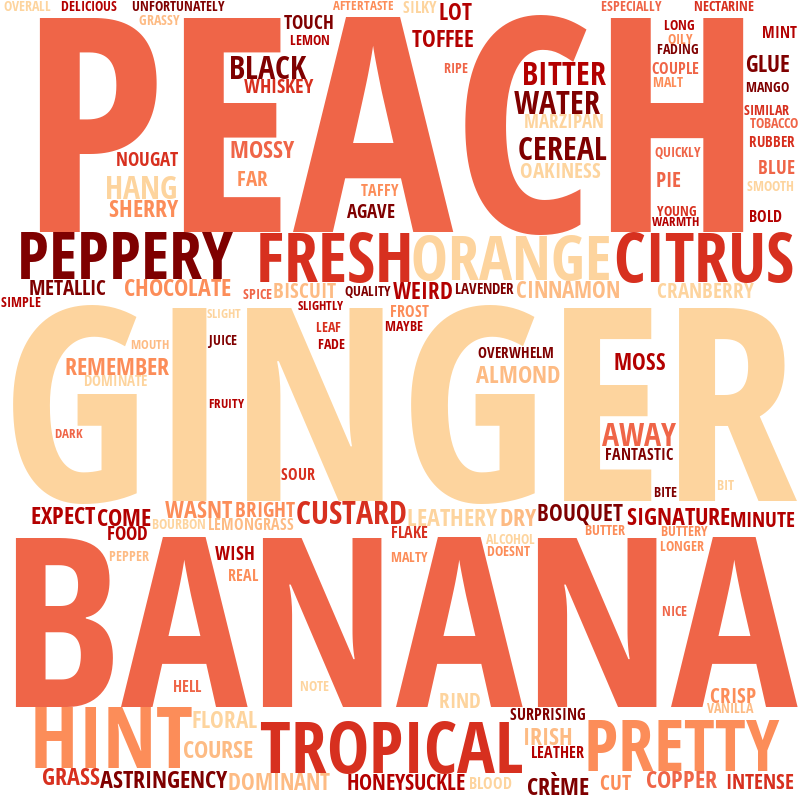 OVERALL DELICIOUS UNFORTUNATELY AFTERTASTE SILKY LOT ESPECIALLY NECTARINE
GRASSY TOUCH LONG MINT
LEMON TOFFEE OILY
FADING
PEACH
BLACK RIPE BITTER COUPLE GLUE
WHISKEY MALT MANGO
WATER SIMILAR
MARZIPAN TOBACCO
MOSSY CEREAL RUBBER
NOUGAT QUICKLY
OAKINESS BLUE
HANG FAR TAFFY PIE SMOOTH
SHERRY AGAVE YOUNG BOLD
WARMTH
PEPPERY FRESH ORANGE CITRUS
METALLIC CHOCOLATE SPICE BISCUIT QUALITY WEIRD LAVENDER CINNAMON CRANBERRY
SIMPLE SLIGHT SLIGHTLY FROST
LEAF MAYBE
MOUTH JUICE FADE
GINGER
OVERWHELM MOSS
REMEMBER ALMOND
DOMINATE
FRUITY
DARK AWAY
FANTASTIC
SOUR BITE BIT
EXPECT COME WASNT BRIGHT CUSTARD LEATHERY DRY BOUQUET SIGNATURE MINUTE
BOURBON LEMONGRASS
FOOD FLAKE ALCOHOL BUTTER BUTTERY
PEPPER WISH MALTY DOESNT LONGER
REAL
BANANA
NICE
HELL NOTE RIND CRISP
VANILLA
HINT FLORAL TROPICAL SURPRISING PRETTY
IRISH
COURSE LEATHER
GRASS ASTRINGENCY DOMINANT HONEYSUCKLE BLOOD CRÈME CUT COPPER INTENSE